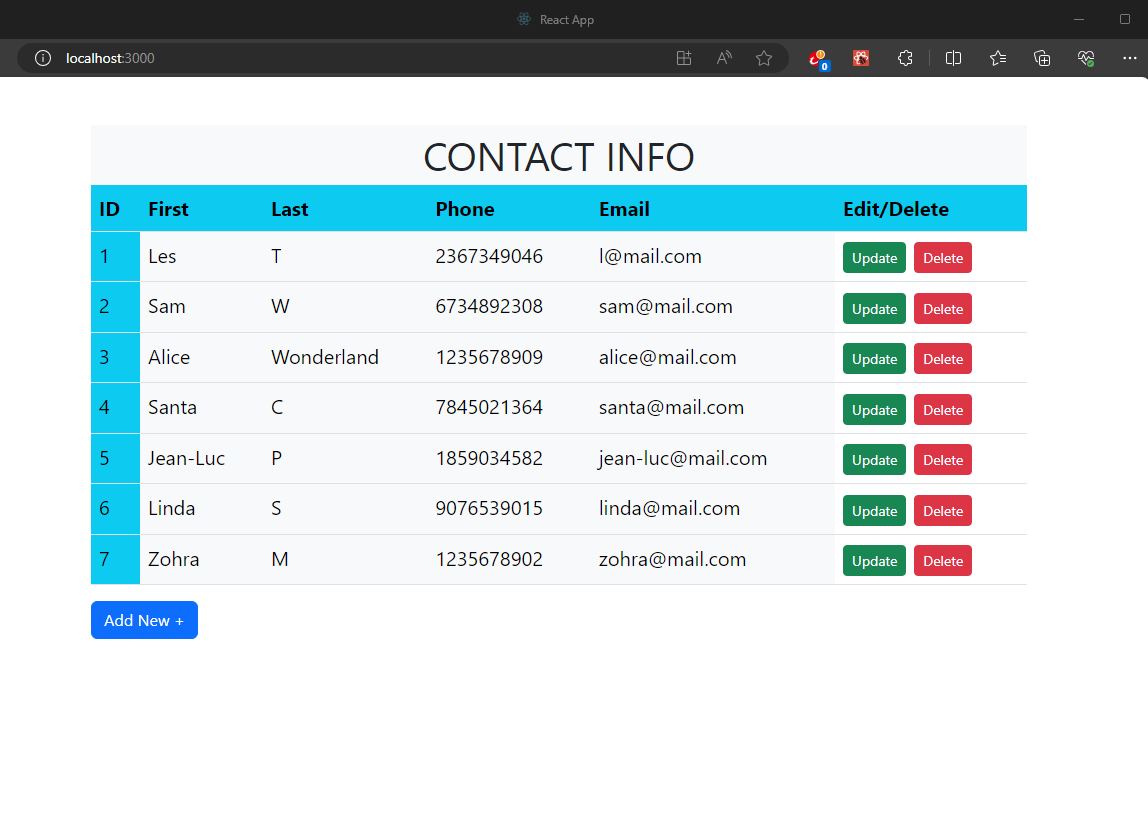 React App
localhost:3000
0
CONTACT INFO
ID First Last Phone Email Edit/Delete
1 Les T 2367349046 l@mail.com Update Delete
2 Sam W 6734892308 sam@mail.com Update Delete
3 Alice Wonderland 1235678909 alice@mail.com Update Delete
4 Santa C 7845021364 santa@mail.com Update Delete
5 Jean-Luc P 1859034582 jean-luc@mail.com Update Delete
6 Linda S 9076539015 linda@mail.com Update Delete
7 Zohra M 1235678902 zohra@mail.com Update Delete
Add New +